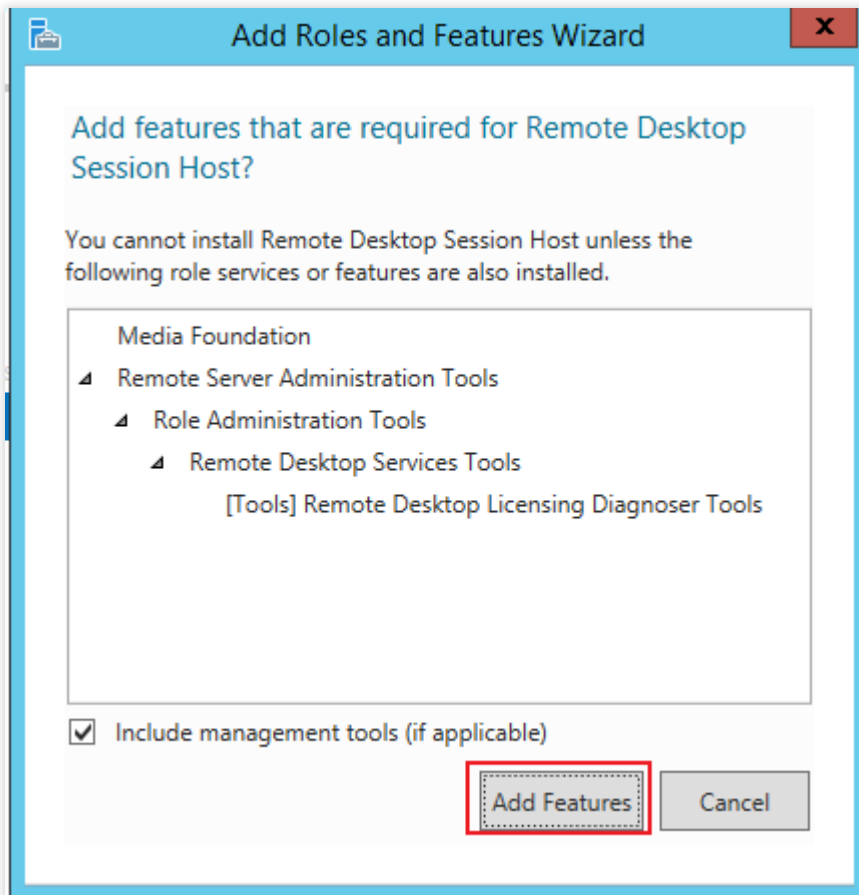 Add Roles and Features Wizard
x
Add features that are required for Remote Desktop
Session Host?
You cannot install Remote Desktop Session Host unless the
following role services or features are also installed.
Media Foundation
Remote Server Administration Tools
Role Administration Tools
Remote Desktop Services Tools
[Tools] Remote Desktop Licensing Diagnoser Tools
Include management tools (if applicable)
Add Features
Cancel